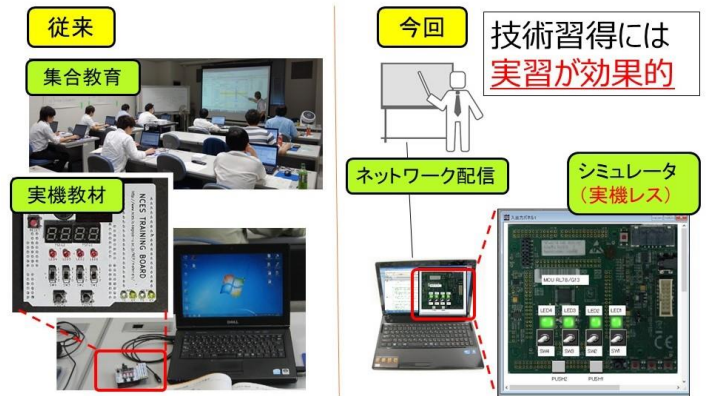 従来
集合教育
実機教材
NCES TRAINING BOARD
8888
DELL
今回
技術習得には
実習が効果的
ネットワーク配信
シミュレータ
(実機レス)
MCU:RL78/G13
LED4 LED3 LED2 LED1
SW4 SW3 SW2 SW1
PUSH2 PUSH1